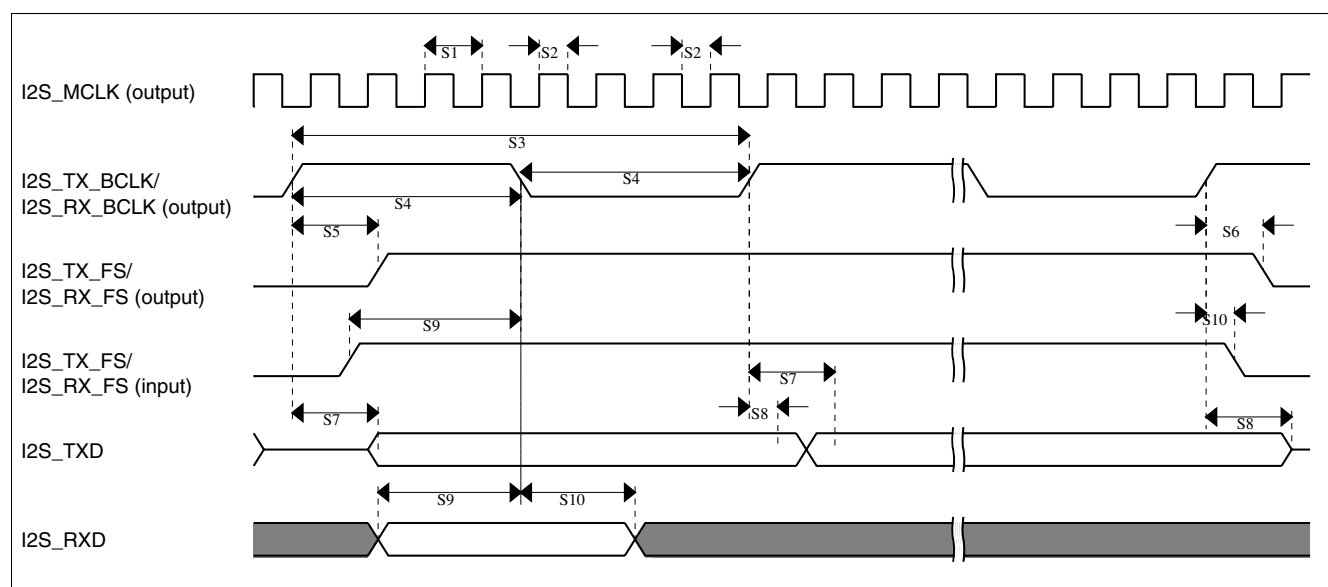 S1 S2 S2
I2S_MCLK (output)
S3
I2S_TX_BCLK/
I2S_RX_BCLK (output)
S4
S4
S5 S6
I2S_TX_FS/
I2S_RX_FS (output)
S9 S10
I2S_TX_FS/
I2S_RX_FS (input)
S7
S7 S8 S8
I2S_TXD
S9 S10
I2S_RXD